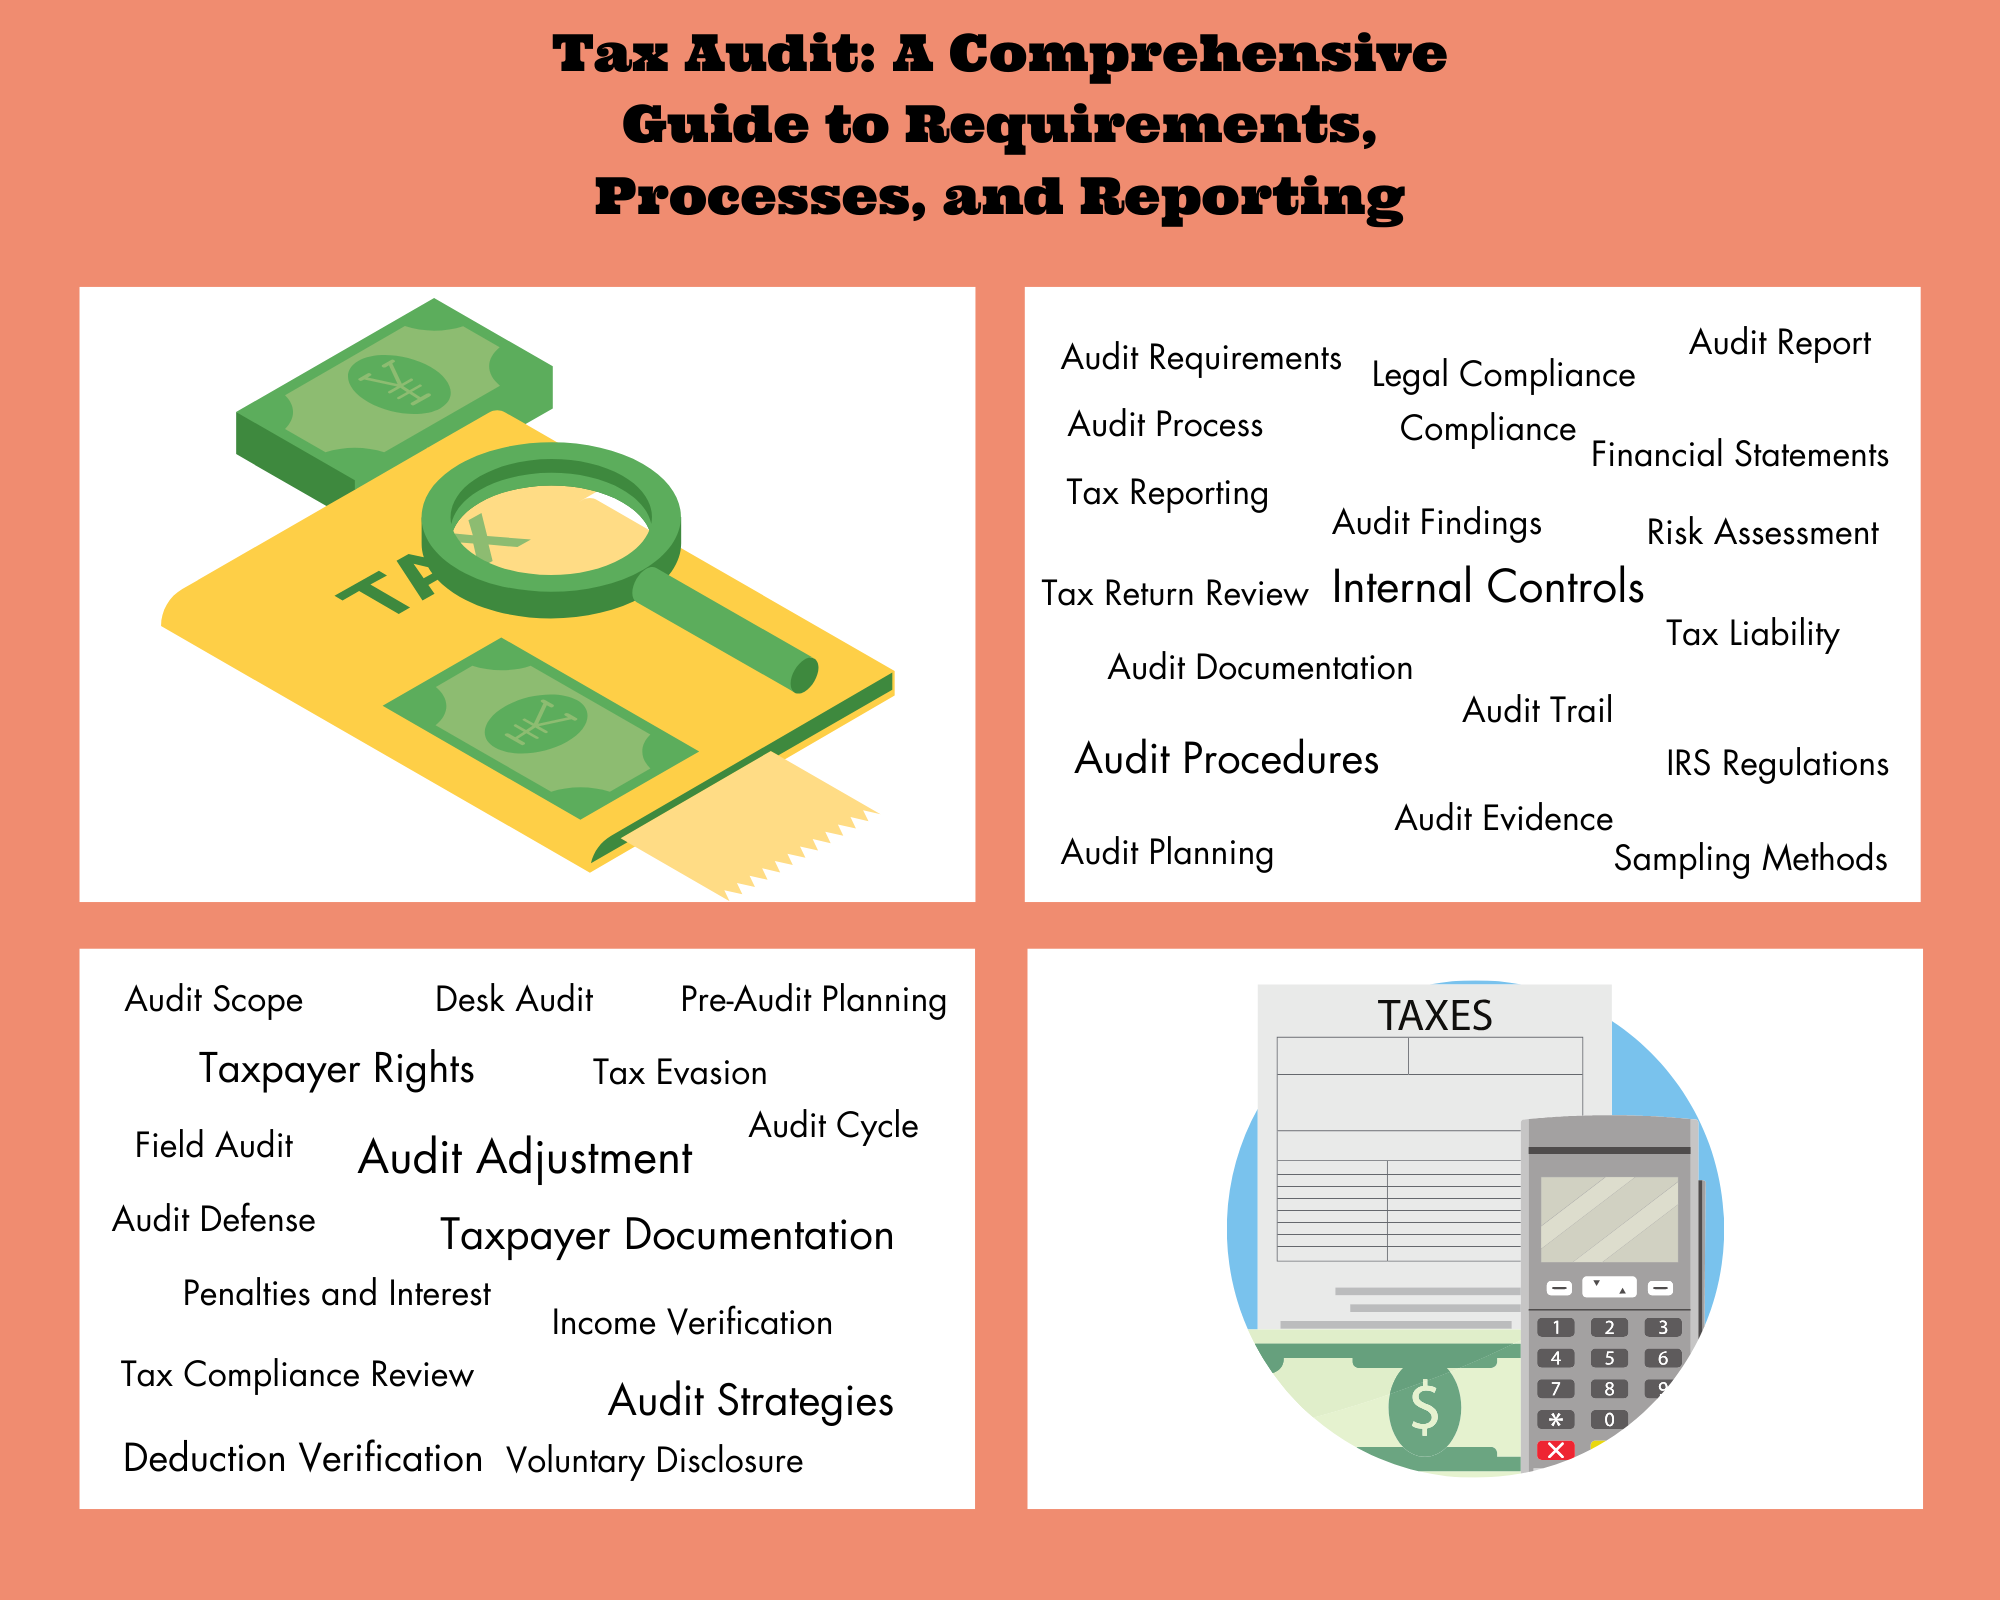 Tax Audit: A Comprehensive
Guide to Requirements,
Processes, and Reporting
TAX
¥
¥
Audit Requirements
Legal Compliance
Audit Report
Audit Process
Compliance
Financial Statements
Tax Reporting
Audit Findings
Risk Assessment
Tax Return Review
Internal Controls
Tax Liability
Audit Documentation
Audit Trail
Audit Procedures
IRS Regulations
Audit Evidence
Audit Planning
Sampling Methods
Audit Scope
Desk Audit
Pre-Audit Planning
Taxpayer Rights
Tax Evasion
Audit Cycle
Field Audit
Audit Adjustment
Audit Defense
Taxpayer Documentation
Penalties and Interest
Income Verification
Tax Compliance Review
Audit Strategies
Deduction Verification
Voluntary Disclosure
TAXES
$
1 2 3
4 5 6
7 8 9
* 0
X